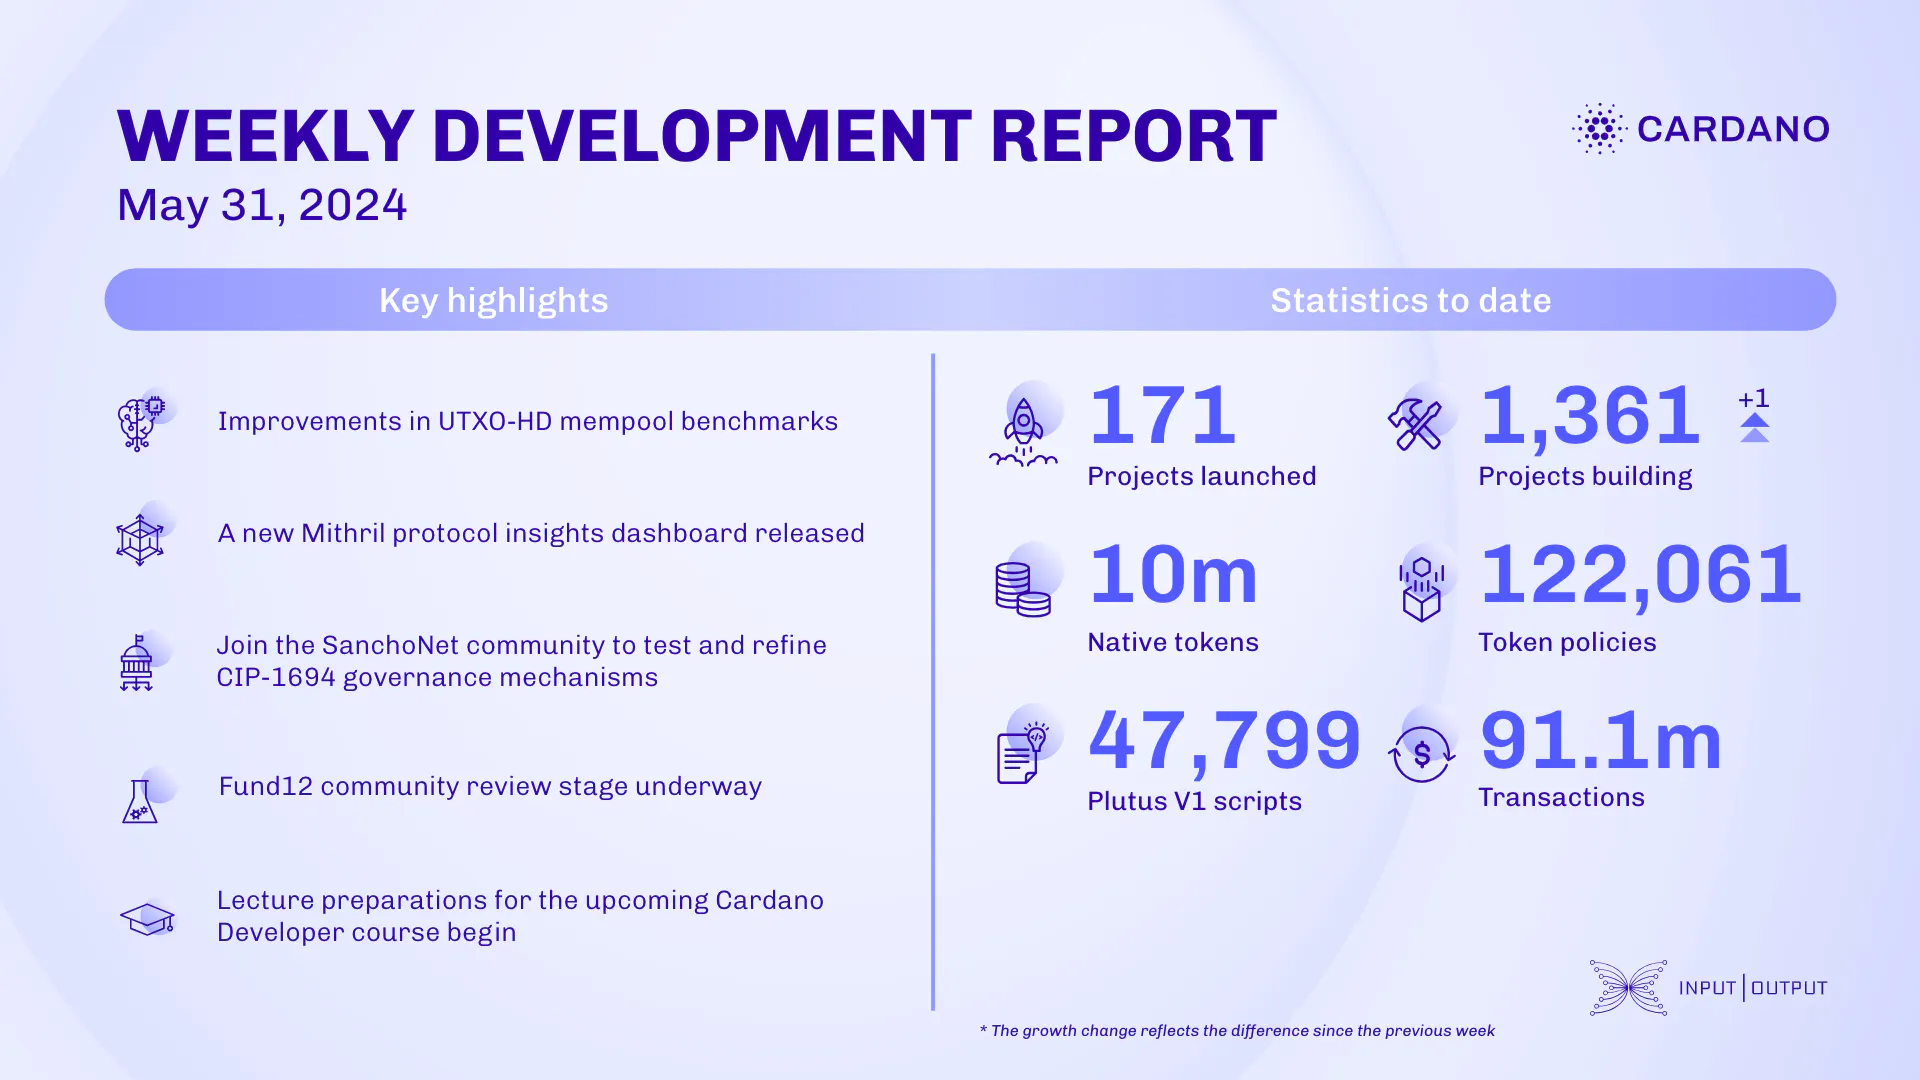 WEEKLY DEVELOPMENT REPORT
May 31, 2024
CARDANO
Key highlights
Statistics to date
Improvements in UTXO-HD mempool benchmarks
A new Mithril protocol insights dashboard released
Join the SanchoNet community to test and refine
CIP-1694 governance mechanisms
Fund12 community review stage underway
Lecture preparations for the upcoming Cardano
Developer course begin
171
Projects launched
1,361
+1
Projects building
10m
Native tokens
122,061
Token policies
47,799
Plutus V1 scripts
$
91.1m
Transactions
INPUT|OUTPUT
* The growth change reflects the difference since the previous week